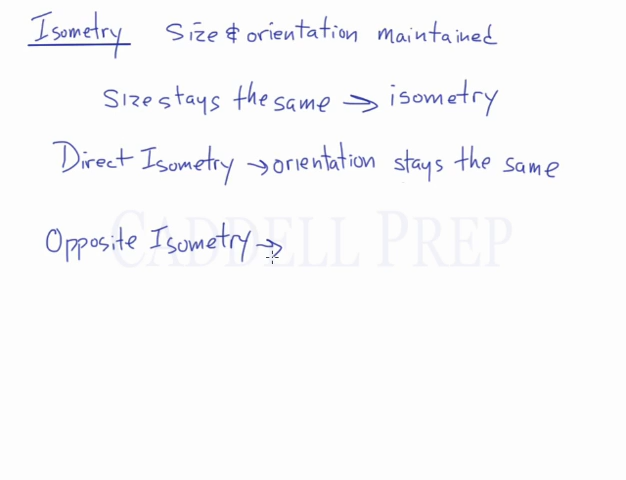 Isometry Size & orientation maintained
Size stays the same → isometry
Direct Isometry → orientation stays the same
Opposite Isometry →
CADDELL PREP